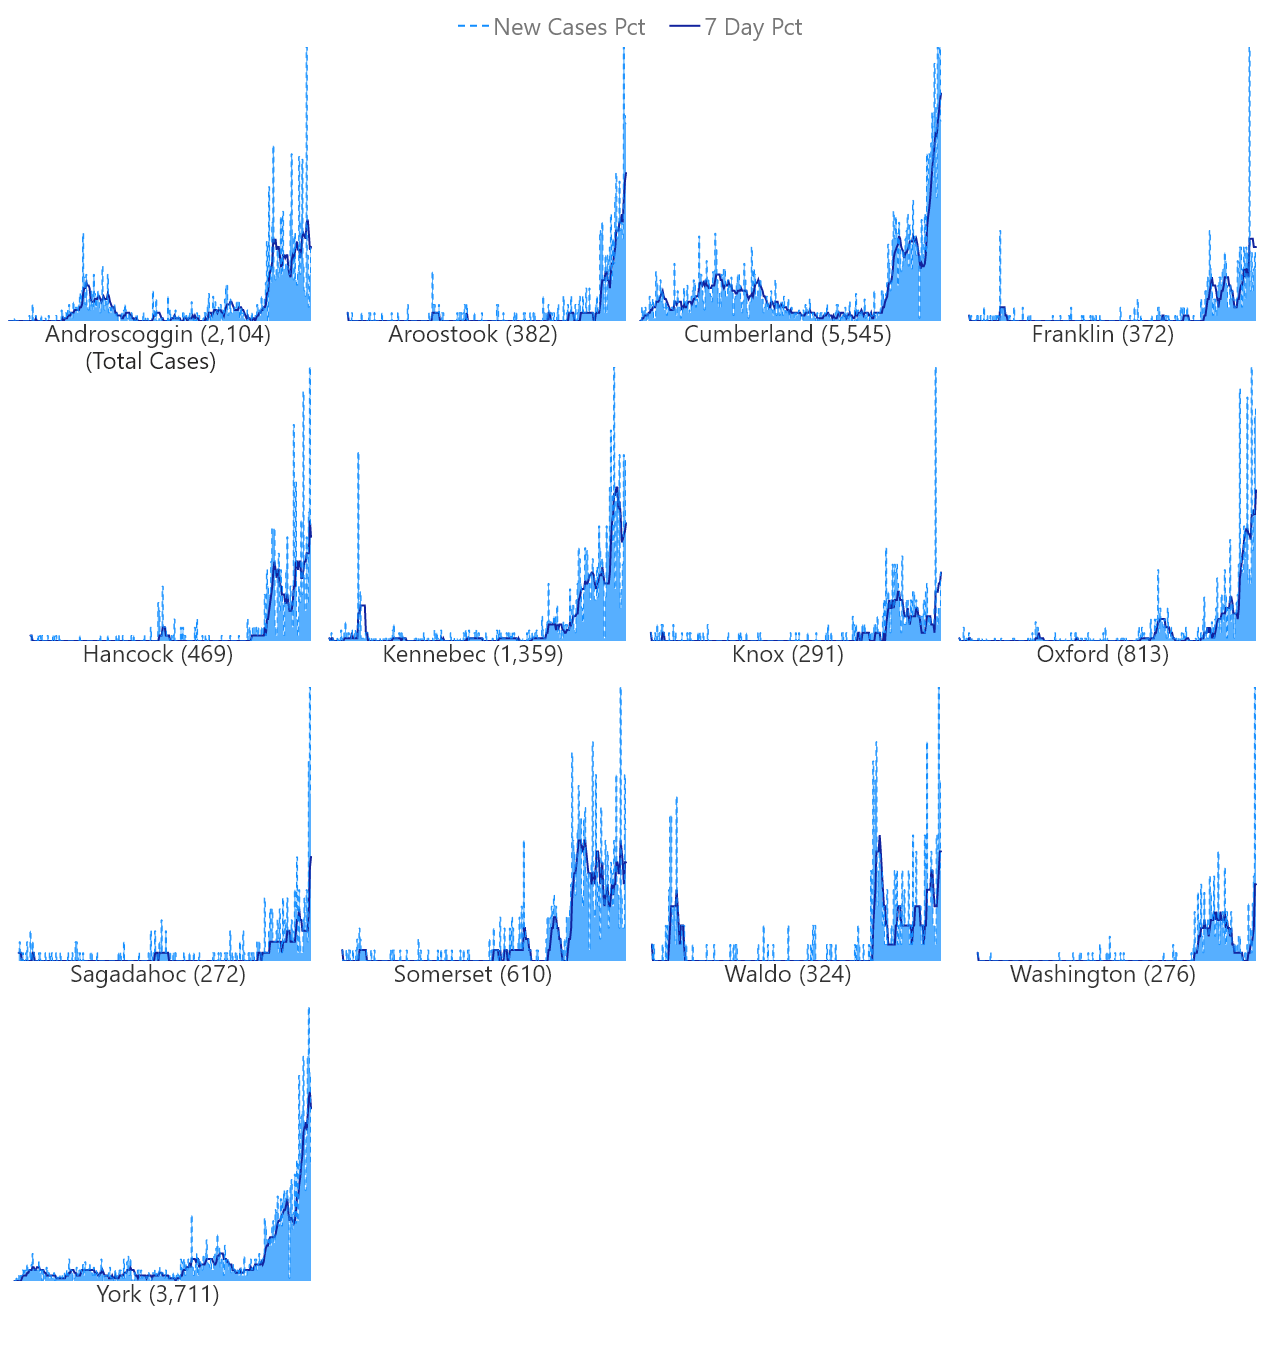 New Cases Pct 7 Day Pct
Androscoggin (2,104)
(Total Cases)
Aroostook (382)
Cumberland (5,545)
Franklin (372)
Hancock (469)
Kennebec (1,359)
Knox (291)
Oxford (813)
Sagadahoc (272)
Somerset (610)
Waldo (324)
Washington (276)
York (3,711)